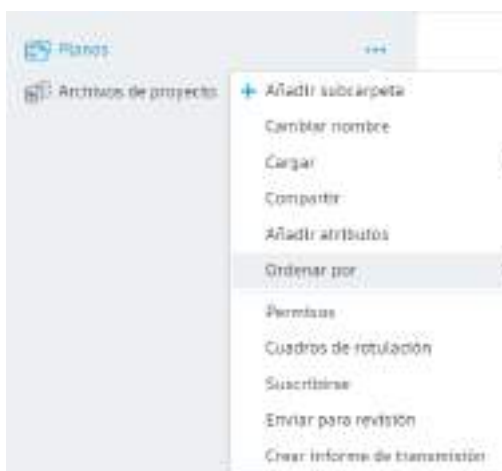 Planos
Archivos de proyecto
Añadir subcarpeta
Cambiar nombre
Cargar
Compartir
Añadir atributos
Ordenar por
Permisos
Cuadros de rotulación
Suscribirse
Enviar para revisión
Crear informe de transmisión